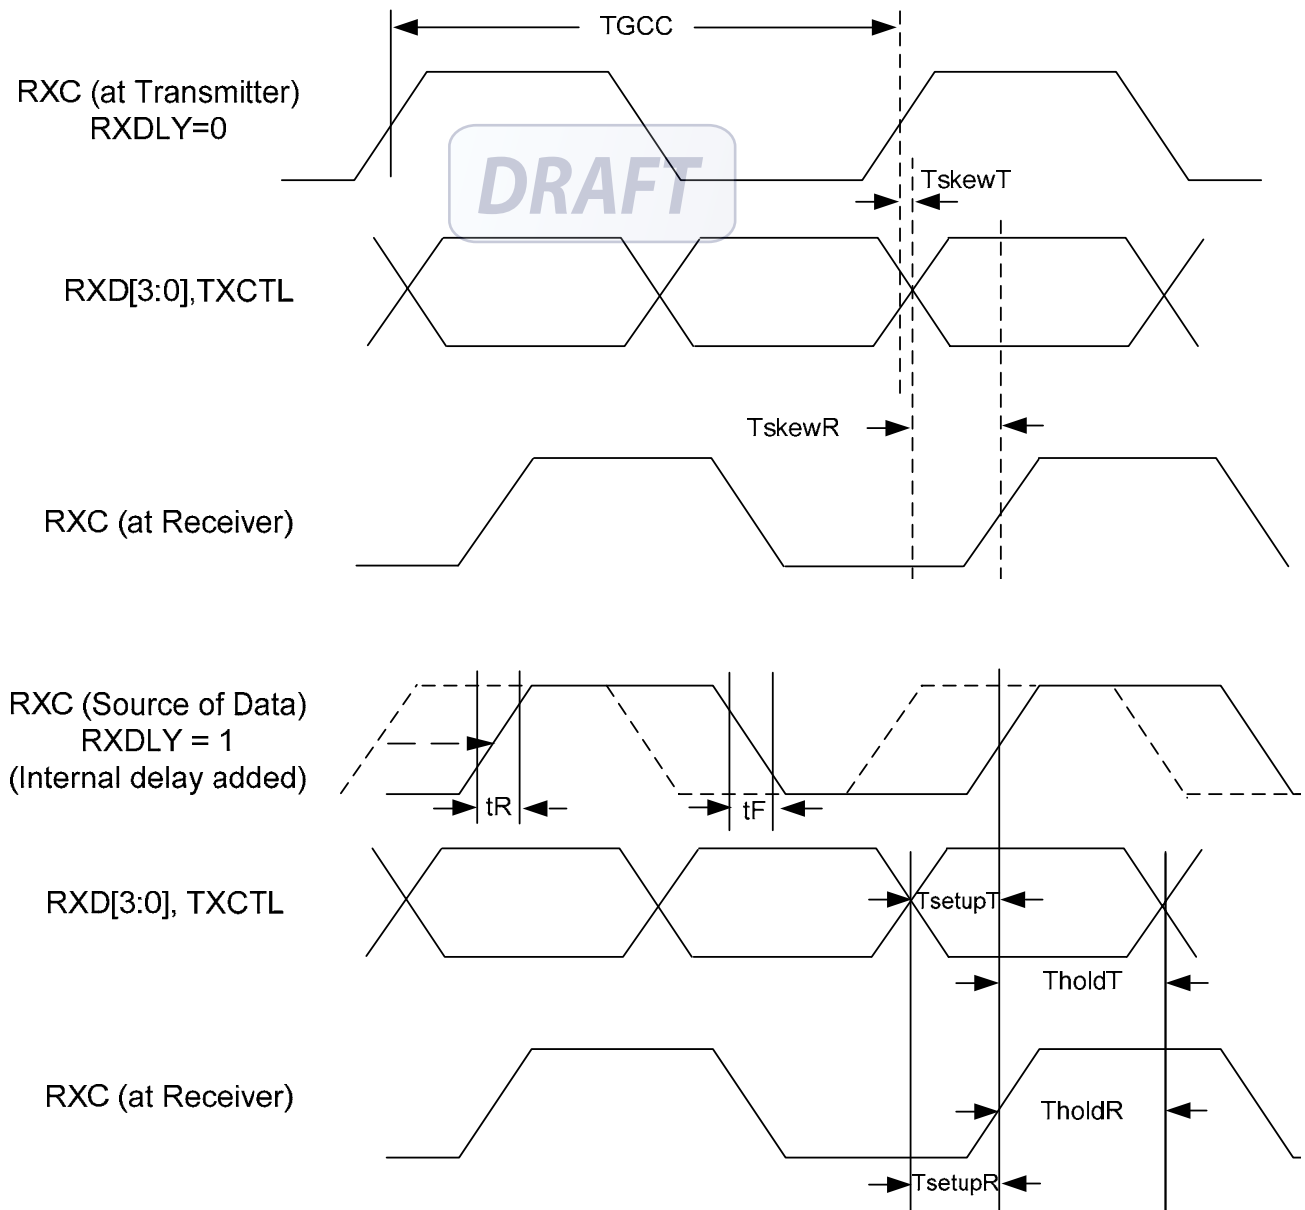 TGCC
RXC (at Transmitter)
RXDLY=0
DRAFT
TskewT
RXD[3:0],TXCTL
TskewR
RXC (at Receiver)
RXC (Source of Data)
RXDLY = 1
(Internal delay added)
tR
tF
RXD[3:0], TXCTL
TsetupT
TholdT
RXC (at Receiver)
TholdR
TsetupR